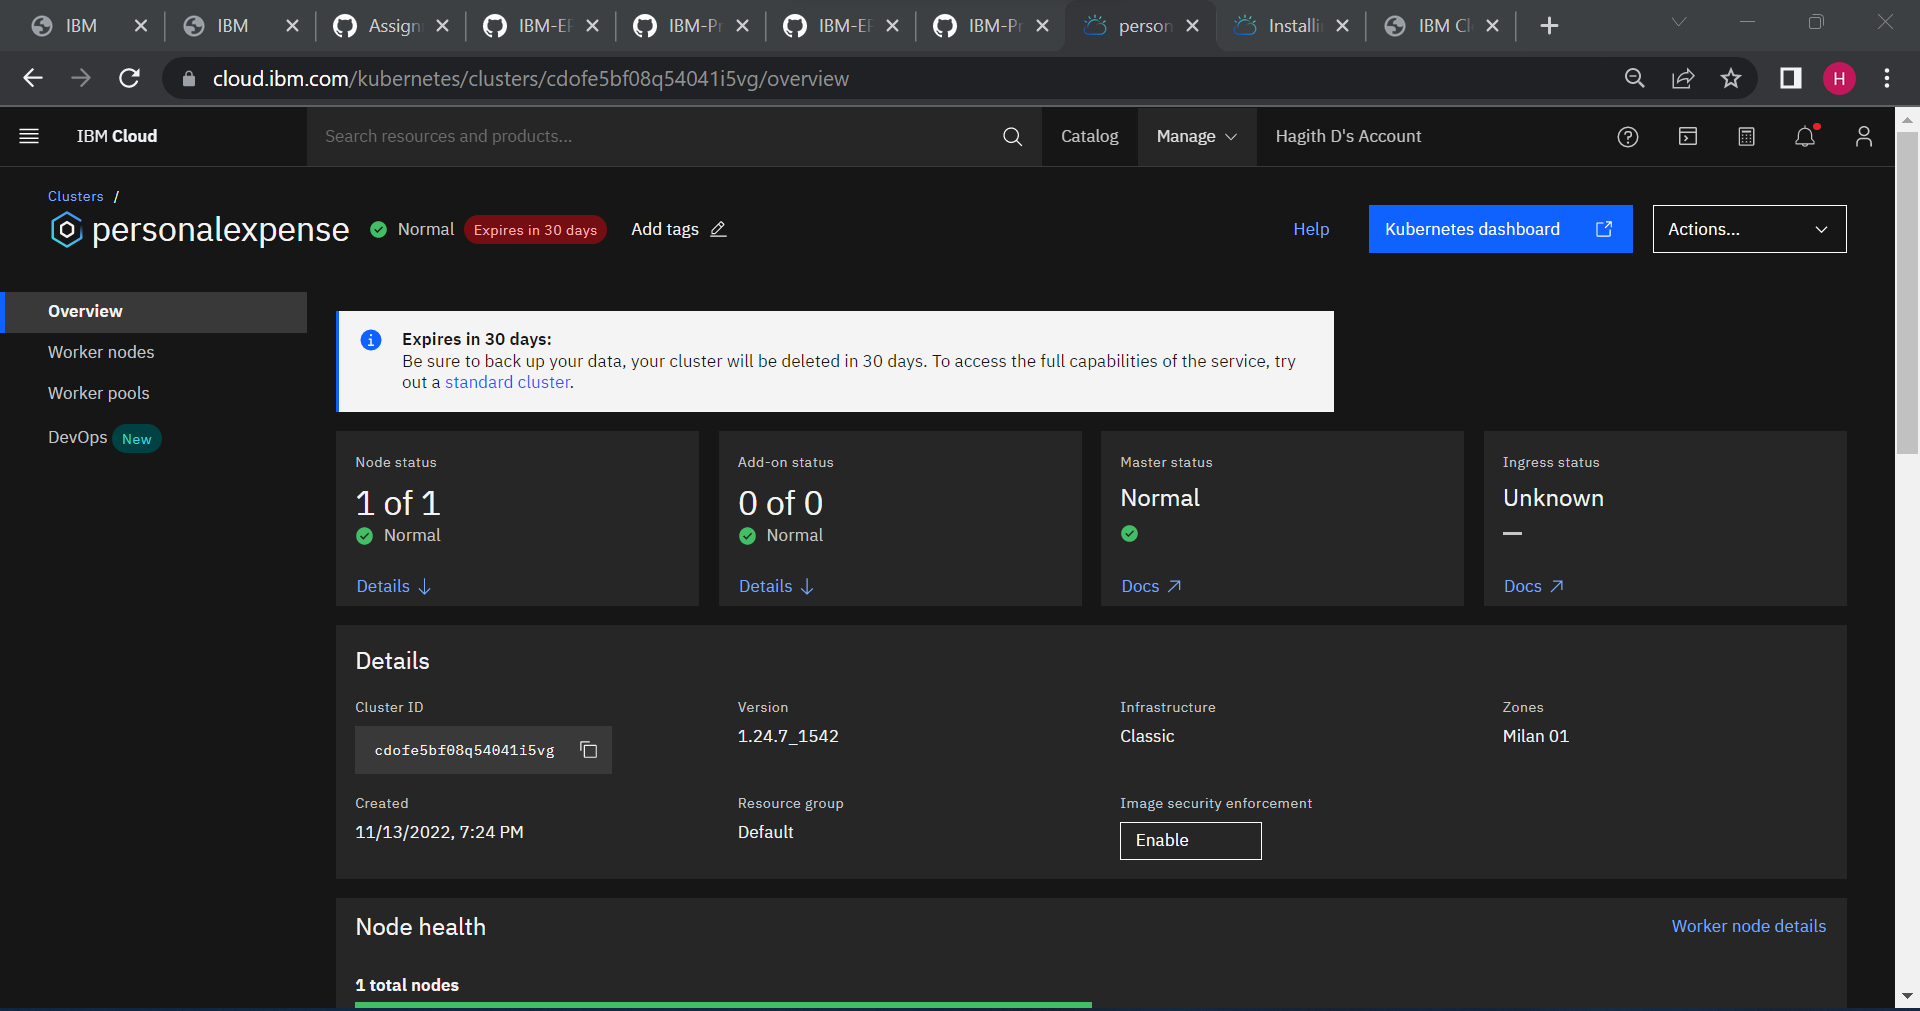 IBM
IBM
Assign
IBM-EP
IBM-Pr
IBM-EP
IBM-Pr
person
Installi
IBM Cl
cloud.ibm.com/kubernetes/clusters/cdofe5bf08q54041i5vg/overview
H
IBM Cloud
Search resources and products...
Catalog
Manage
Hagith D's Account
Clusters /
personalexpense
Normal
Expires in 30 days
Add tags
Help
Kubernetes dashboard
Actions...
Overview
Worker nodes
Worker pools
DevOps New
Expires in 30 days:
Be sure to back up your data, your cluster will be deleted in 30 days. To access the full capabilities of the service, try
out a standard cluster.
Node status
1 of 1
Normal
Details
Add-on status
0 of 0
Normal
Details
Master status
Normal
Docs
Ingress status
Unknown
Docs
Details
Cluster ID
cdofe5bf08q54041i5vg
Version
1.24.7_1542
Infrastructure
Classic
Zones
Milan 01
Created
11/13/2022, 7:24 PM
Resource group
Default
Image security enforcement
Enable
Node health
Worker node details
1 total nodes